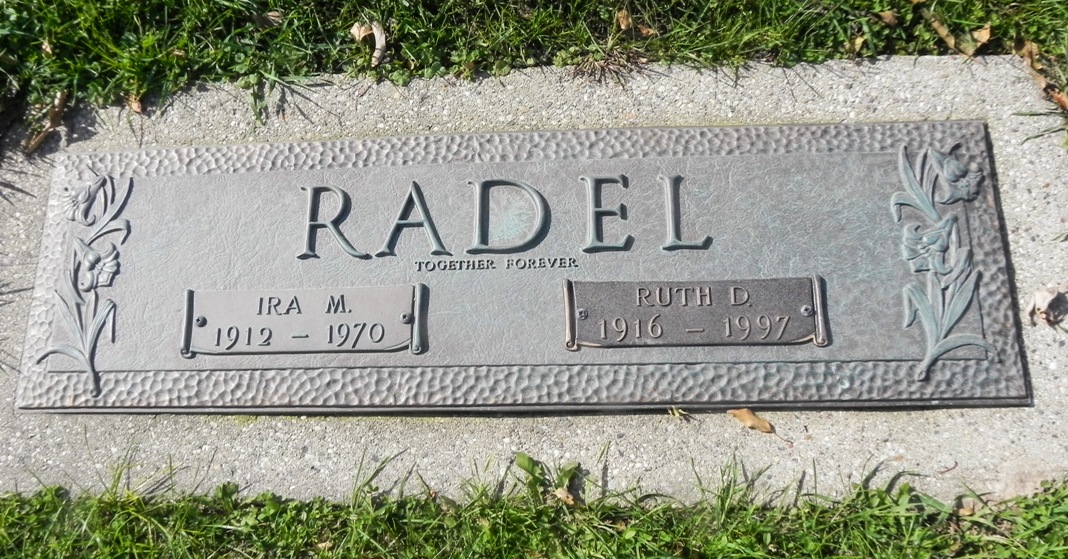 RADEL
TOGETHER FOREVER
IRA M.
1912 – 1970
RUTH D.
1916 – 1997